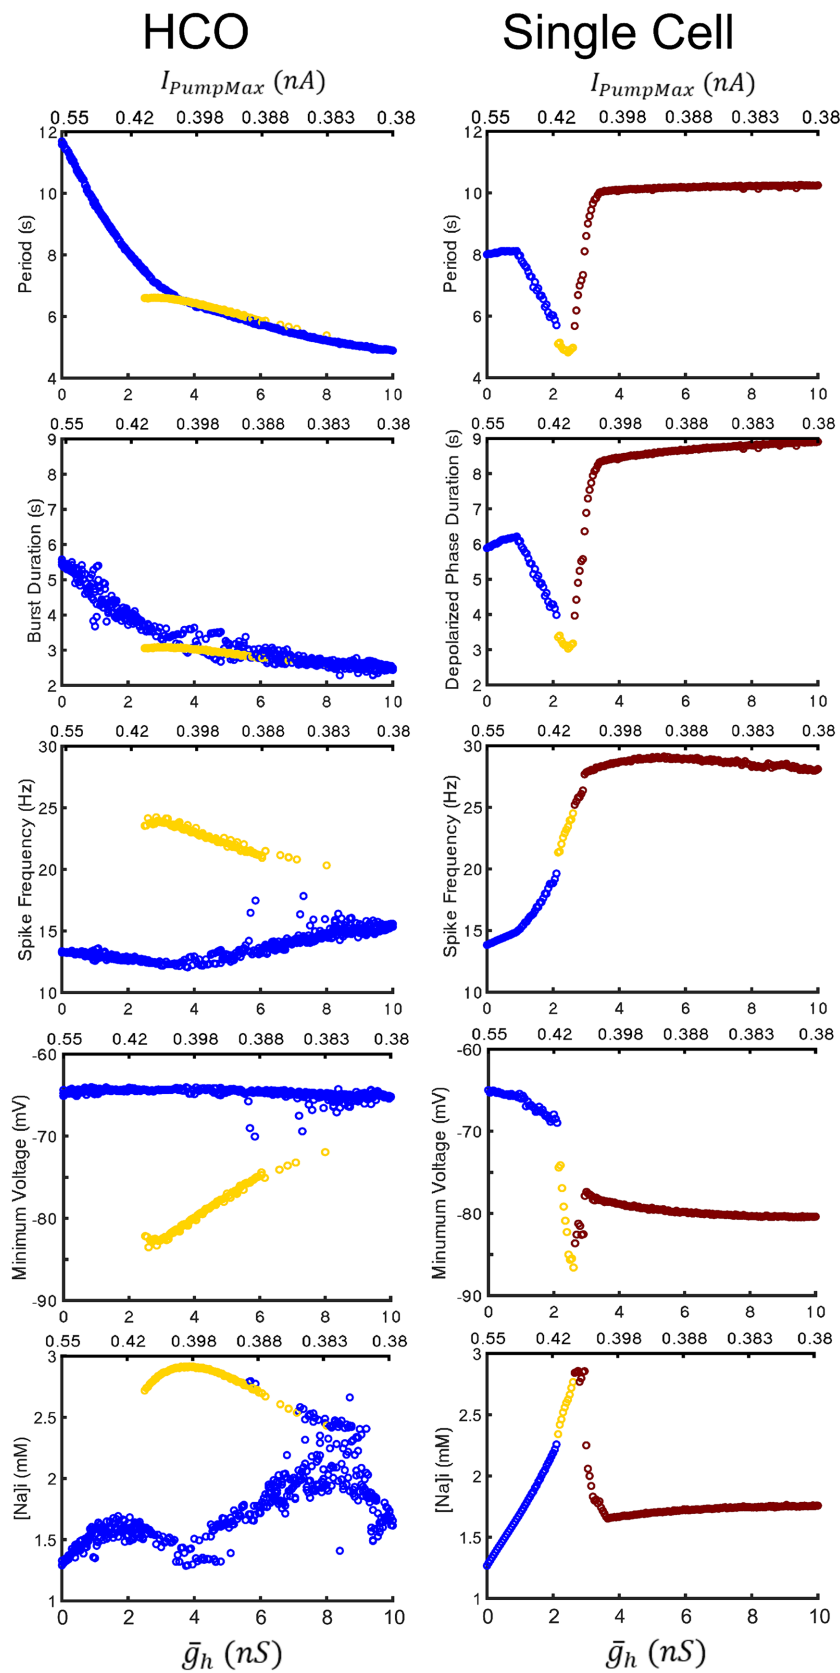 HCO Single Cell
I_PumpMax (nA) I_PumpMax (nA)
0.55 0.42 0.398 0.388 0.383 0.38 0.55 0.42 0.398 0.388 0.383 0.38
Period (s) Period (s)
12 10 8 6 4 12 10 8 6 4
0 2 4 6 8 10 0 2 4 6 8 10
0.55 0.42 0.398 0.388 0.383 0.38 0.55 0.42 0.398 0.388 0.383 0.38
Burst Duration (s) Depolarized Phase Duration (s)
9 8 7 6 5 4 3 2 9 8 7 6 5 4 3 2
0 2 4 6 8 10 0 2 4 6 8 10
0.55 0.42 0.398 0.388 0.383 0.38 0.55 0.42 0.398 0.388 0.383 0.38
Spike Frequency (Hz) Spike Frequency (Hz)
30 25 20 15 10 30 25 20 15 10
0 2 4 6 8 10 0 2 4 6 8 10
0.55 0.42 0.398 0.388 0.383 0.38 0.55 0.42 0.398 0.388 0.383 0.38
Minimum Voltage (mV) Minumum Voltage (mV)
-60 -70 -80 -90 -60 -70 -80 -90
0 2 4 6 8 10 0 2 4 6 8 10
0.55 0.42 0.398 0.388 0.383 0.38 0.55 0.42 0.398 0.388 0.383 0.38
[Na]i (mM) [Na]i (mM)
3 2.5 2 1.5 1 3 2.5 2 1.5 1
0 2 4 6 8 10 0 2 4 6 8 10
ḡ_h (nS) ḡ_h (nS)